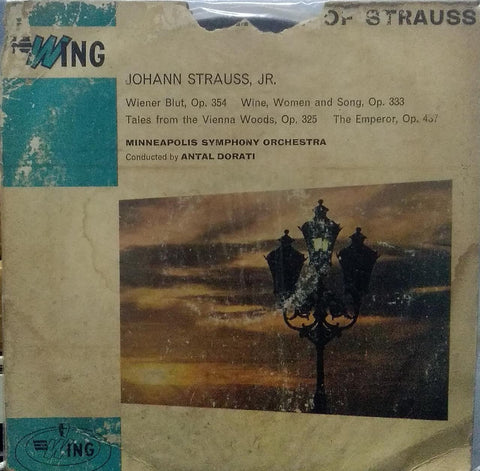 OF STRAUSS
WING
JOHANN STRAUSS, JR.
Wiener Blut, Op. 354 Wine, Women and Song, Op. 333
Tales from the Vienna Woods, Op. 325 The Emperor, Op. 437
MINNEAPOLIS SYMPHONY ORCHESTRA
Conducted by ANTAL DORATI
WING